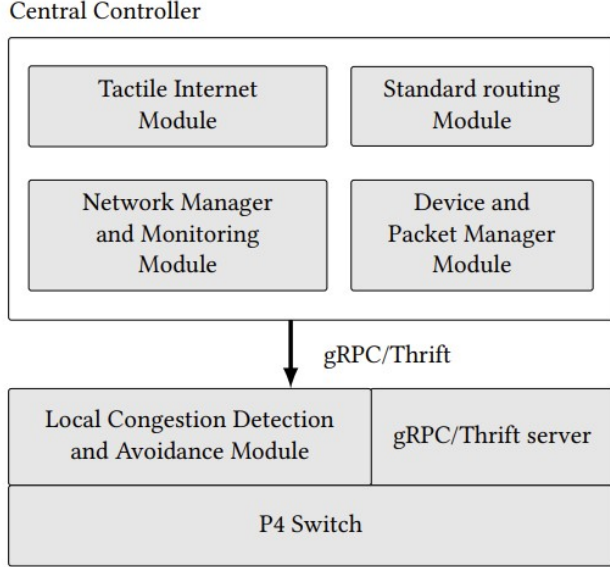 Central Controller
Tactile Internet
Module
Standard routing
Module
Network Manager
and Monitoring
Module
Device and
Packet Manager
Module
gRPC/Thrift
Local Congestion Detection
and Avoidance Module
gRPC/Thrift server
P4 Switch